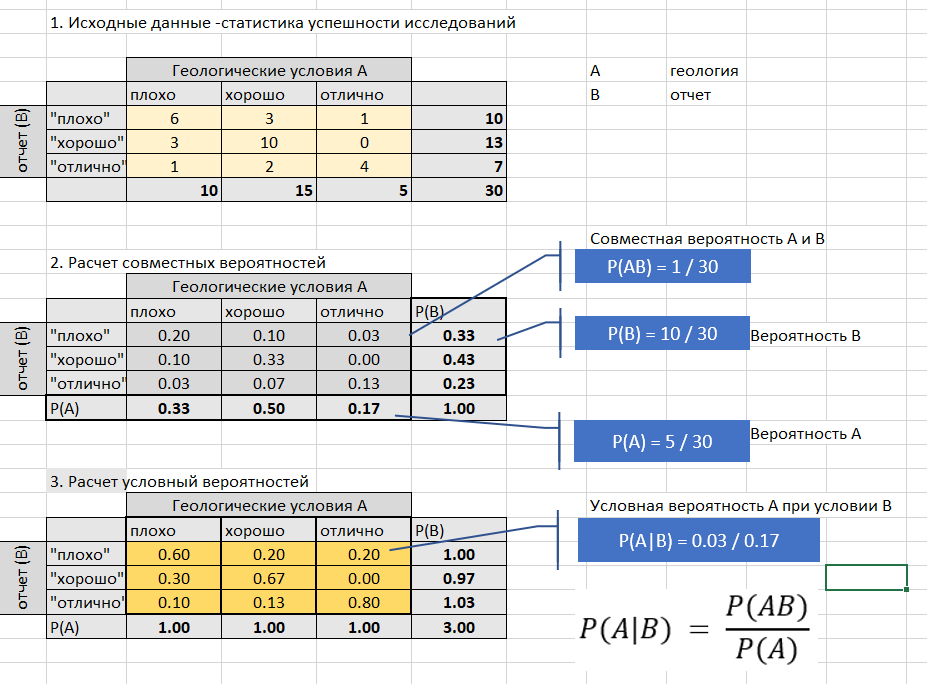 1. Исходные данные -статистика успешности исследований
Геологические условия А
плохо хорошо отлично
отчет (В)
"плохо" 6 3 1 10
"хорошо" 3 10 0 13
"отлично" 1 2 4 7
10 15 5 30
А геология
В отчет
2. Расчет совместных вероятностей
Геологические условия А
плохо хорошо отлично P(B)
отчет (В)
"плохо" 0.20 0.10 0.03 0.33
"хорошо" 0.10 0.33 0.00 0.43
"отлично" 0.03 0.07 0.13 0.23
P(A) 0.33 0.50 0.17 1.00
Совместная вероятность А и В
P(AB) = 1 / 30
P(B) = 10 / 30 Вероятность В
P(A) = 5 / 30 Вероятность А
3. Расчет условный вероятностей
Геологические условия А
плохо хорошо отлично P(B)
отчет (В)
"плохо" 0.60 0.20 0.20 1.00
"хорошо" 0.30 0.67 0.00 0.97
"отлично" 0.10 0.13 0.80 1.03
P(A) 1.00 1.00 1.00 3.00
Условная вероятность А при условии В
P(A|B) = 0.03 / 0.17
P(A|B) = P(AB) / P(A)